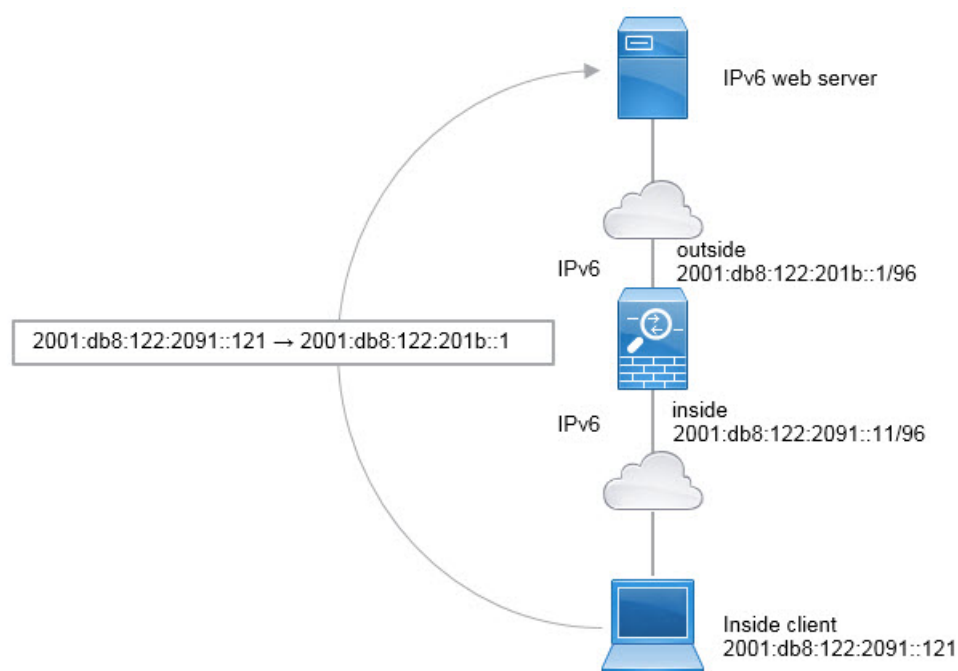 IPv6 web server
outside
IPv6
2001:db8:122:201b::1/96
2001:db8:122:2091::121 → 2001:db8:122:201b::1
inside
IPv6
2001:db8:122:2091::11/96
Inside client
2001:db8:122:2091::121